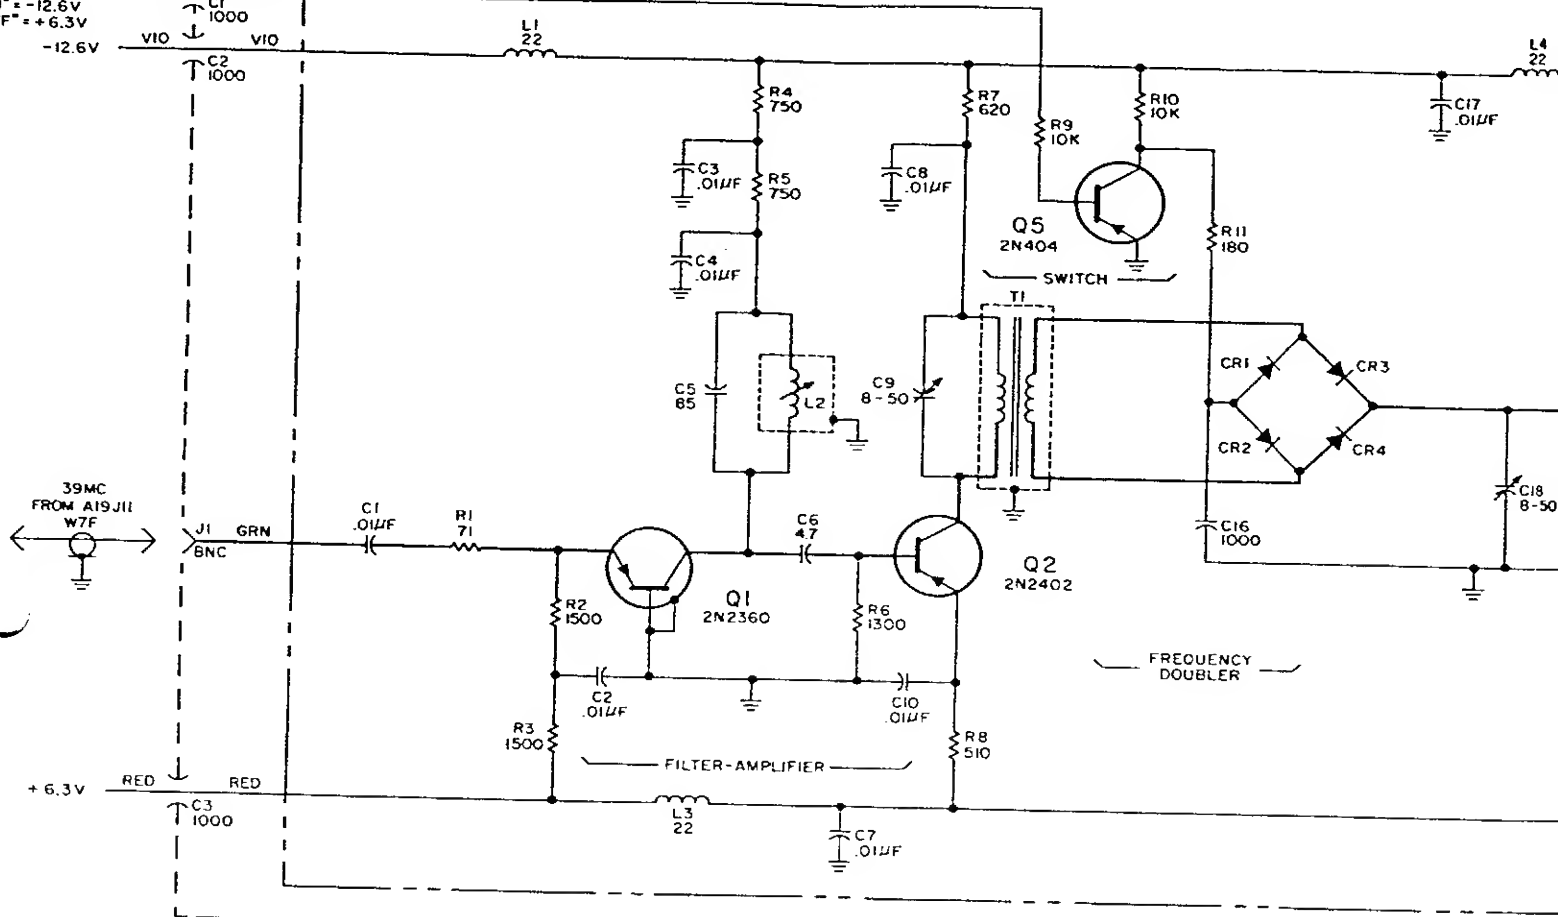 = -12.6V
F" = +6.3V
C1
1000
-12.6V
VIO
VIO
C2
1000
L1
22
L4
22
R4
750
R7
620
R10
10K
R9
10K
C17
.01µF
C3
.01µF
R5
750
C8
.01µF
Q5
2N404
R11
180
SWITCH
C4
.01µF
T1
CR1
CR3
C5
85
L2
C9
8-50
CR2
CR4
39MC
FROM A19J11
W7F
J1
BNC
GRN
C1
.01µF
R1
71
C6
4.7
C16
1000
C18
8-50
Q2
2N2402
Q1
2N2360
R2
1500
R6
1300
FREQUENCY
DOUBLER
C2
.01µF
C10
.01µF
R3
1500
R8
510
FILTER-AMPLIFIER
+6.3V
RED
RED
C3
1000
L3
22
C7
.01µF